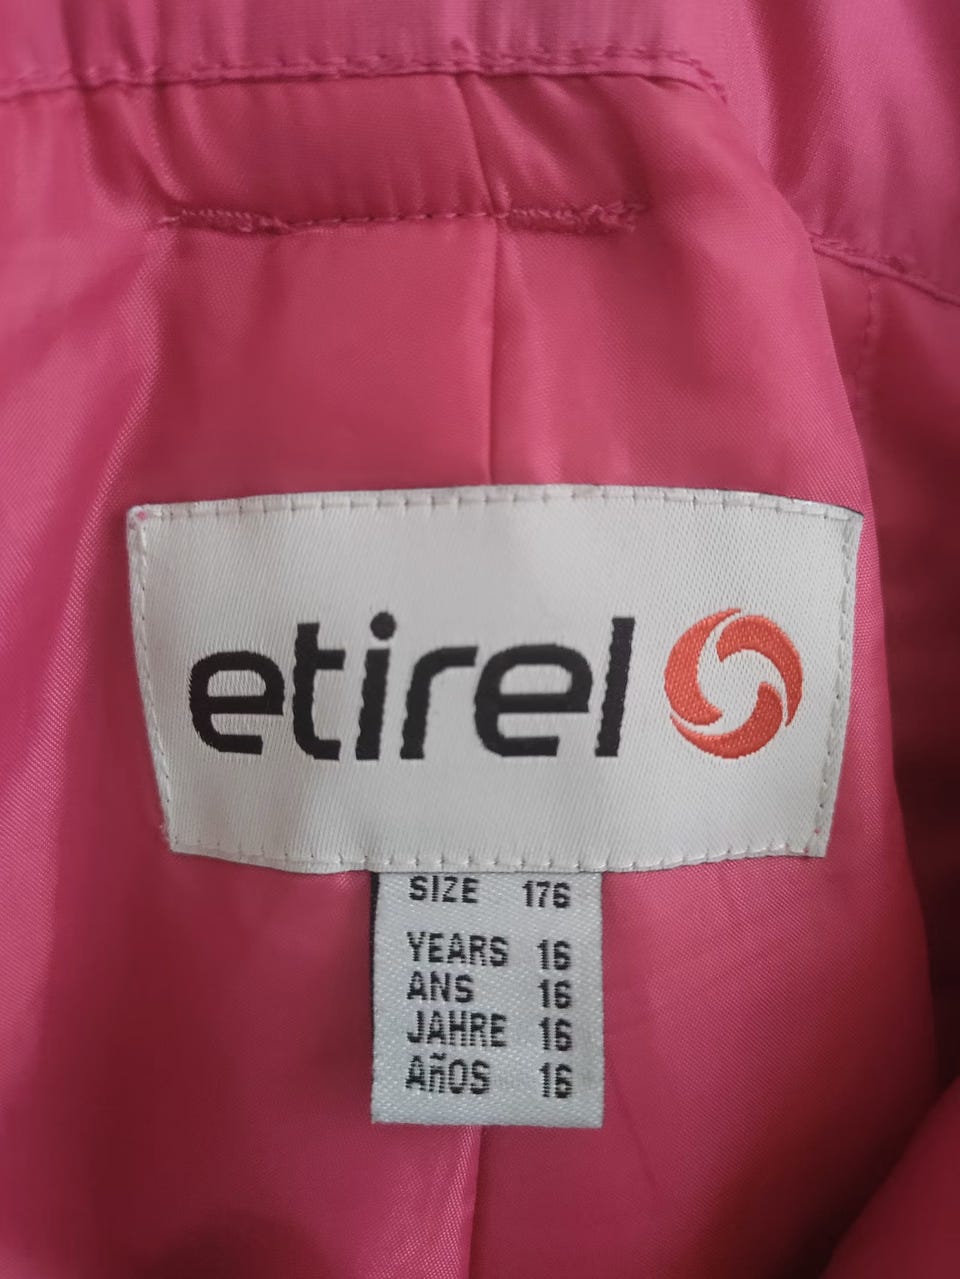 etirel
SIZE 176
YEARS 16
ANS 16
JAHRE 16
AñOS 16